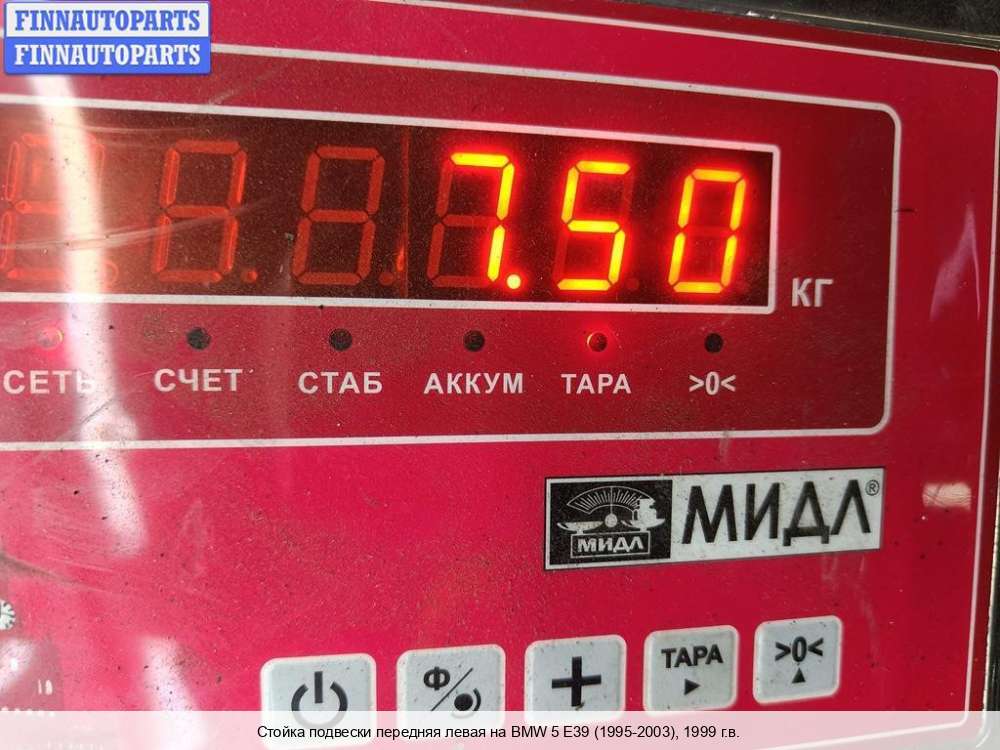 FINNAUTOPARTS
FINNAUTOPARTS
7.50
КГ
СЕТЬ СЧЕТ СТАБ АККУМ ТАРА >0<
МИДЛ МИДЛ®
Ф ТАРА >0<
Стойка подвески передняя левая на BMW 5 E39 (1995-2003), 1999 г.в.